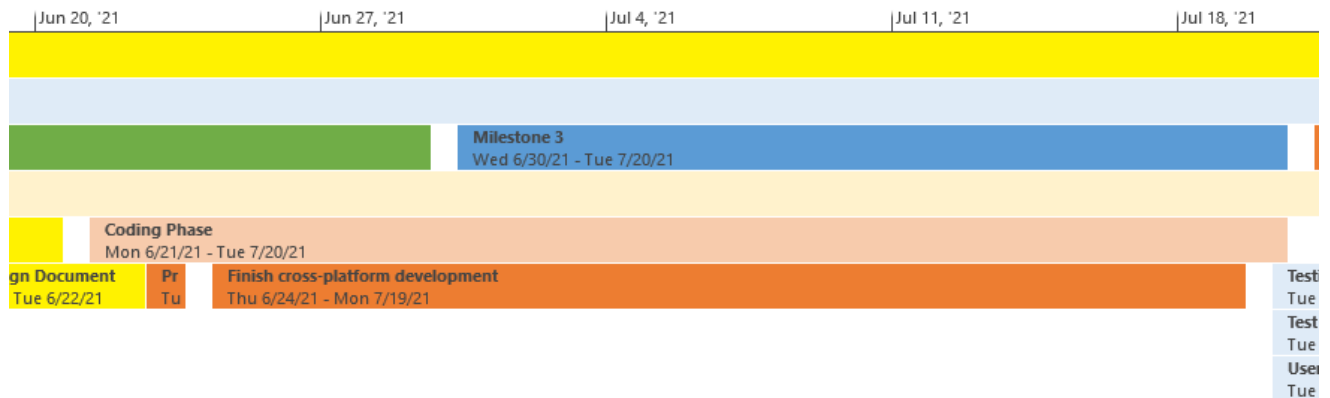 Jun 20, '21 Jun 27, '21 Jul 4, '21 Jul 11, '21 Jul 18, '21
Milestone 3
Wed 6/30/21 - Tue 7/20/21
Coding Phase
Mon 6/21/21 - Tue 7/20/21
gn Document Pr Finish cross-platform development Testi
Tue 6/22/21 Tu Thu 6/24/21 - Mon 7/19/21 Tue
Test
Tue
User
Tue